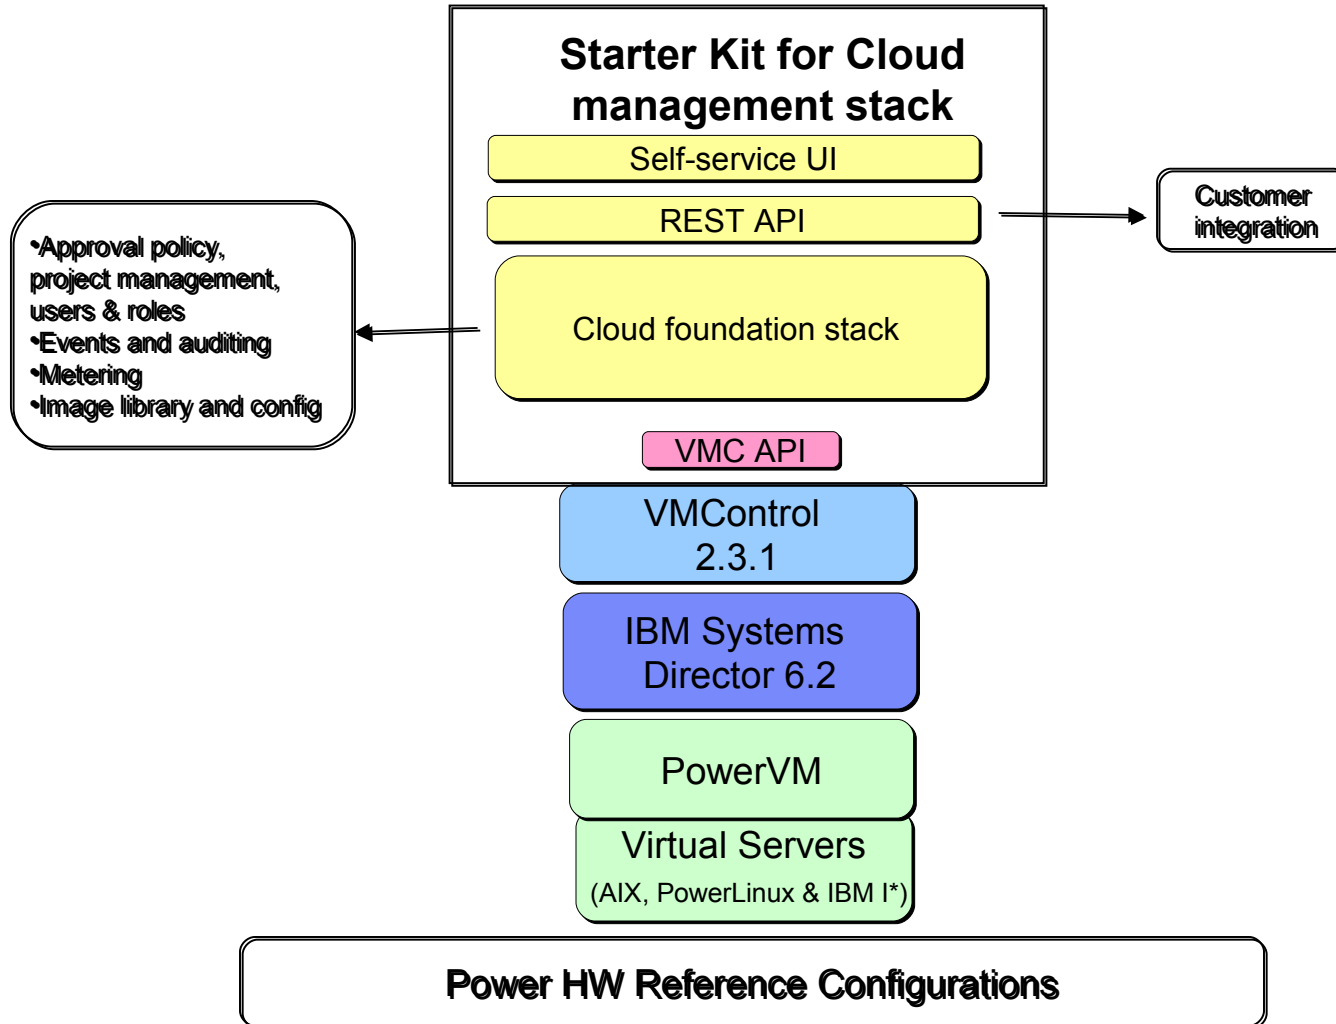 Starter Kit for Cloud
management stack
Self-service UI
REST API
Customer
integration
•Approval policy,
project management,
users & roles
•Events and auditing
•Metering
•Image library and config
Cloud foundation stack
VMC API
VMControl
2.3.1
IBM Systems
Director 6.2
PowerVM
Virtual Servers
(AIX, PowerLinux & IBM I*)
Power HW Reference Configurations